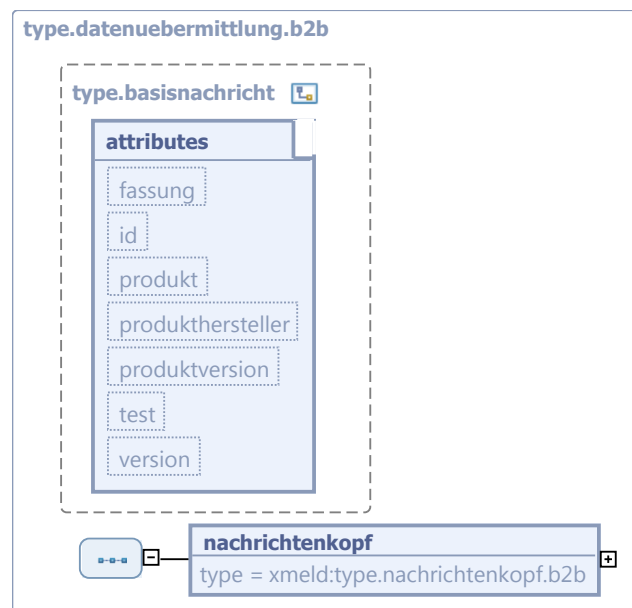 type.datenuebermittlung.b2b
type.basisnachricht
attributes
fassung
id
produkt
produkthersteller
produktversion
test
version
nachrichtenkopf
type = xmeld:type.nachrichtenkopf.b2b